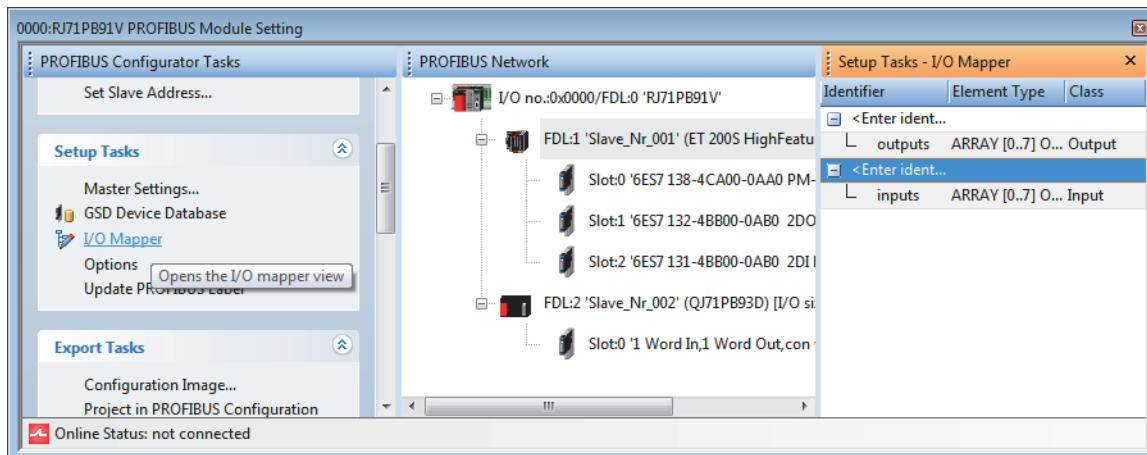 0000:RJ71PB91V PROFIBUS Module Setting
PROFIBUS Configurator Tasks
Set Slave Address...
Setup Tasks
Master Settings...
GSD Device Database
I/O Mapper
Options
Opens the I/O mapper view
Update PROFIBUS Label
Export Tasks
Configuration Image...
Project in PROFIBUS Configuration
PROFIBUS Network
I/O no.:0x0000/FDL:0 'RJ71PB91V'
FDL:1 'Slave_Nr_001' (ET 200S HighFeatu
Slot:0 '6ES7 138-4CA00-0AA0 PM-
Slot:1 '6ES7 132-4BB00-0AB0 2DO
Slot:2 '6ES7 131-4BB00-0AB0 2DI
FDL:2 'Slave_Nr_002' (QJ71PB93D) [I/O si
Slot:0 '1 Word In,1 Word Out,con
Setup Tasks - I/O Mapper
Identifier Element Type Class
<Enter ident...
outputs ARRAY [0..7] O... Output
<Enter ident...
inputs ARRAY [0..7] O... Input
Online Status: not connected